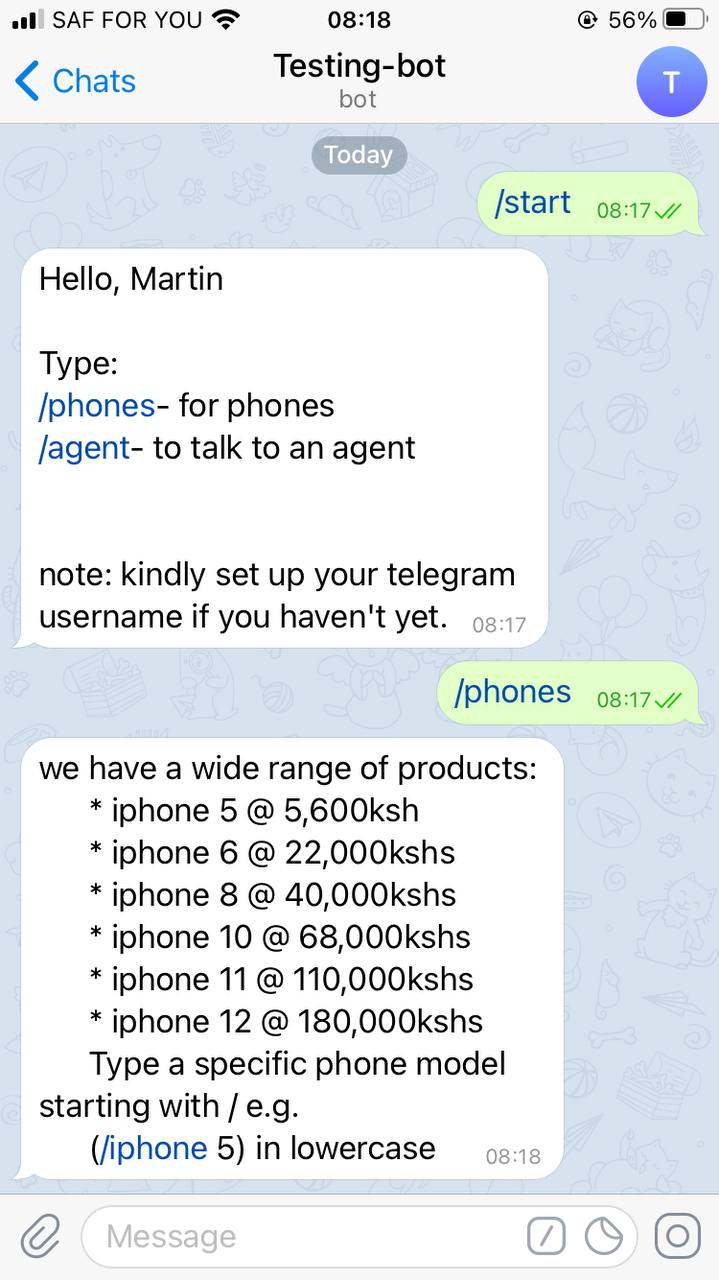 SAF FOR YOU 08:18 56%
Chats Testing-bot T
bot
Today
/start 08:17
Hello, Martin
Type:
/phones- for phones
/agent- to talk to an agent
note: kindly set up your telegram
username if you haven't yet. 08:17
/phones 08:17
we have a wide range of products:
* iphone 5 @ 5,600ksh
* iphone 6 @ 22,000kshs
* iphone 8 @ 40,000kshs
* iphone 10 @ 68,000kshs
* iphone 11 @ 110,000kshs
* iphone 12 @ 180,000kshs
Type a specific phone model
starting with / e.g.
(/iphone 5) in lowercase 08:18
Message